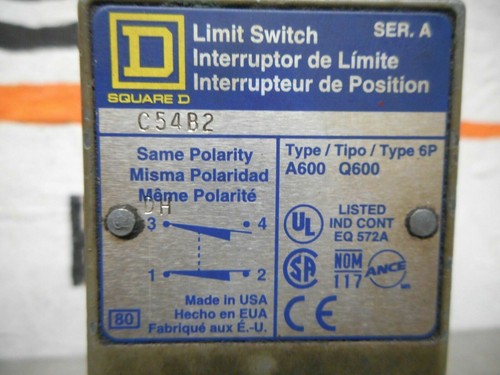 D
SQUARE D
Limit Switch SER. A
Interruptor de Límite
Interrupteur de Position
C54B2
Same Polarity
Misma Polaridad
Même Polarité
DH
3 4
1 2
80
Made in USA
Hecho en EUA
Fabriqué aux É.-U.
Type / Tipo / Type 6P
A600 Q600
UL
LISTED
IND CONT
EQ 572A
SA
NOM
117
ANCE
CE